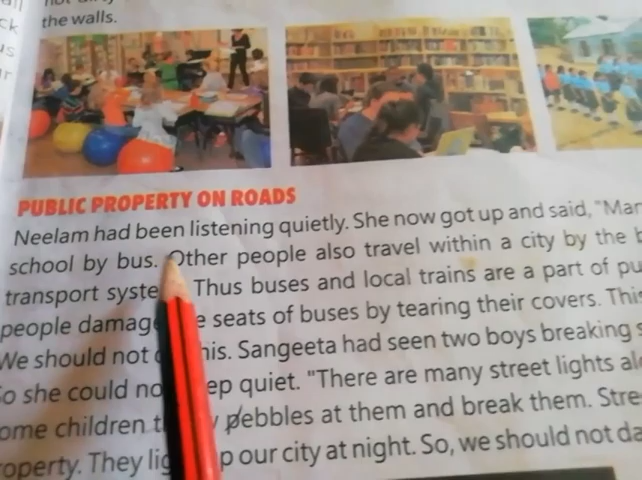 the walls.
PUBLIC PROPERTY ON ROADS
Neelam had been listening quietly. She now got up and said, "Mar
school by bus. Other people also travel within a city by the b
transport syste Thus buses and local trains are a part of pu
people damag e seats of buses by tearing their covers. This
We should not his. Sangeeta had seen two boys breaking s
So she could no ep quiet. "There are many street lights al
ome children t pebbles at them and break them. Stre
roperty. They lig p our city at night. So, we should not da